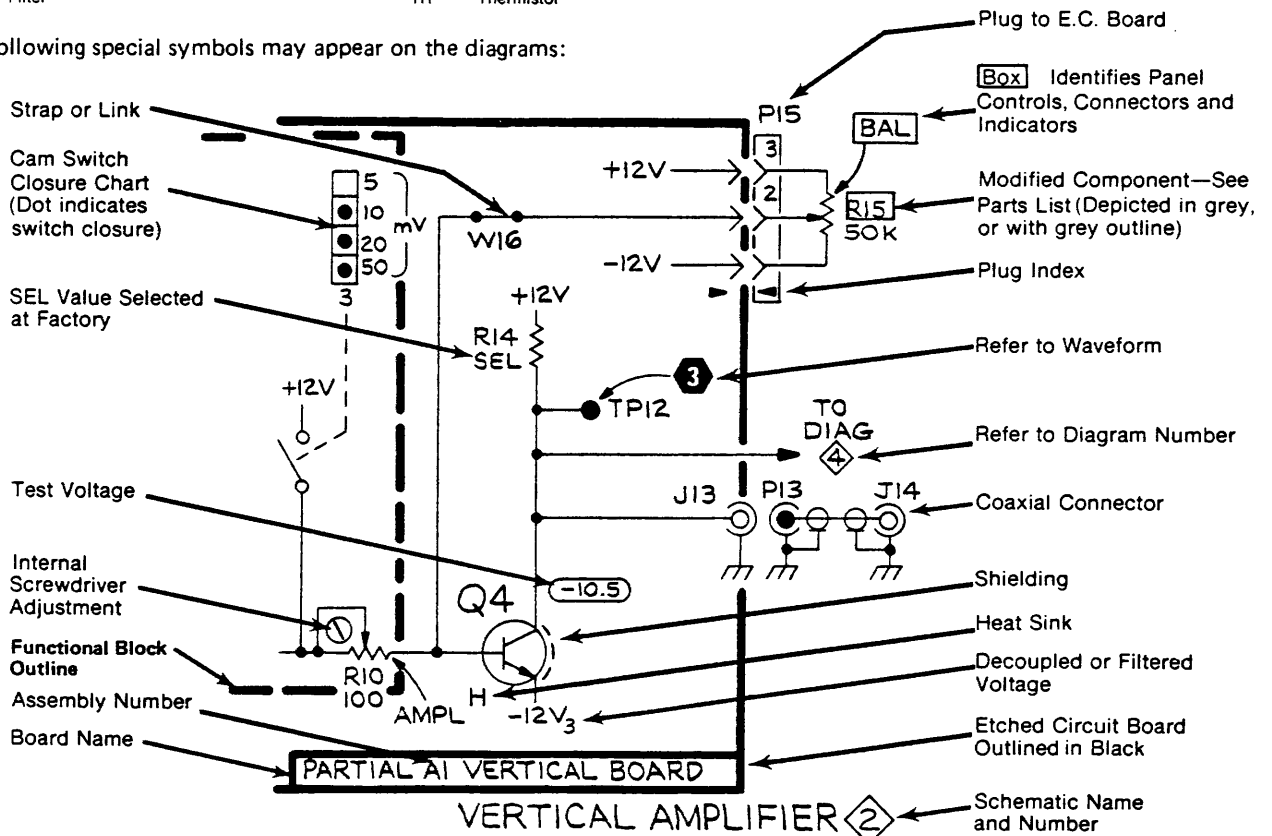 Thermistor
ollowing special symbols may appear on the diagrams:
Plug to E.C. Board
Box Identifies Panel
Controls, Connectors and
Indicators
Strap or Link
P15
BAL
Cam Switch
Closure Chart
(Dot indicates
switch closure)
5
10
20
50
mV
3
+12V
3
2
W16
R15
50K
-12V
Modified Component—See
Parts List (Depicted in grey,
or with grey outline)
Plug Index
SEL Value Selected
at Factory
+12V
R14
SEL
3
TP12
Refer to Waveform
+12V
TO
DIAG
4
Refer to Diagram Number
Test Voltage
J13
P13
J14
Coaxial Connector
-10.5
Internal
Screwdriver
Adjustment
Q4
Shielding
Heat Sink
Functional Block
Outline
R10
100
AMPL
H
-12V3
Decoupled or Filtered
Voltage
Assembly Number
Board Name
Etched Circuit Board
Outlined in Black
PARTIAL A1 VERTICAL BOARD
VERTICAL AMPLIFIER 2
Schematic Name
and Number